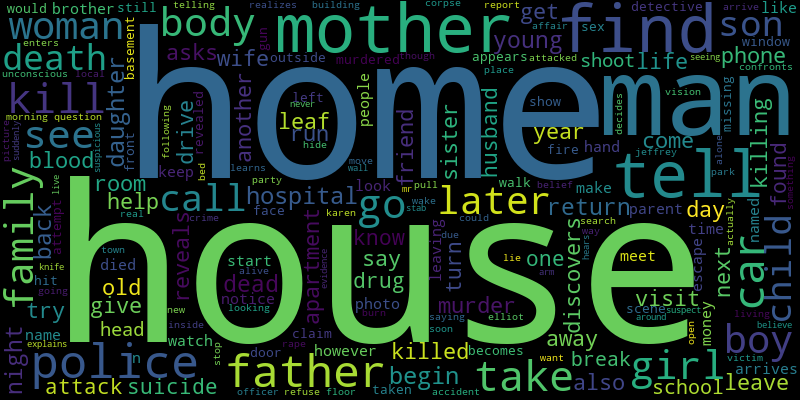 would brother still telling building report arrive like
woman body mother find son
realizes affair detective
death asks wife outside gun corpse young get sex window
enters basement phone
unconscious local murdered though appears attacked
kill daughter home man shoot life
place seeing confronts
morning question another left never people show vision missing
see drive leaf year decides
picture suddenly suspicious following revealed run hide friend sister husband fire hand come killing
blood front bed learns move wall jeffrey alone park
room keep party look mr pull walk belief make found something
family live help call hospital go later return parent day child
attempt real crime face karen stab wake could named
back town know leaving due search way time actually
died start say turn one lie meet discovers hears escape next car
knife alive evidence arm
hit going old reveals dead drug murder visit
try give notice apartment photo scene suspect around living
new looking burn saying elliot money believe
name head inside claim soon open
night explains n watch stop rape however killed becomes away want break girl boy
house
police father door begin take also school leave victim arrives
attack suicide officer refuse floor taken accident
tell